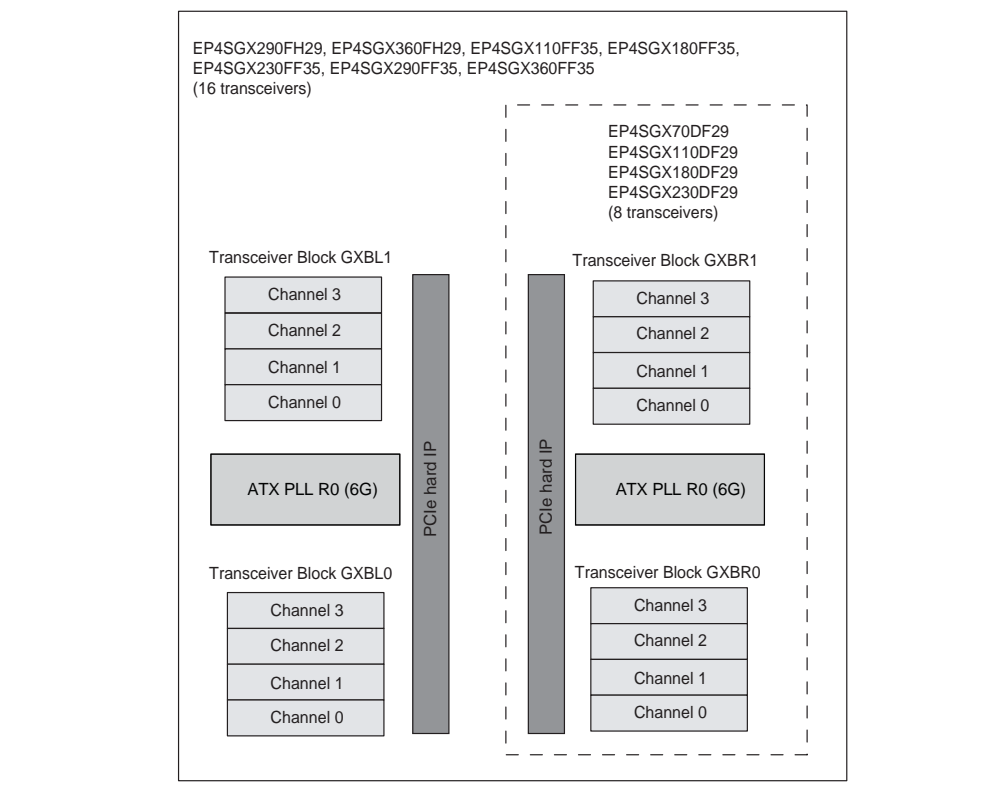 EP4SGX290FH29, EP4SGX360FH29, EP4SGX110FF35, EP4SGX180FF35,
EP4SGX230FF35, EP4SGX290FF35, EP4SGX360FF35
(16 transceivers)
EP4SGX70DF29
EP4SGX110DF29
EP4SGX180DF29
EP4SGX230DF29
(8 transceivers)
Transceiver Block GXBL1
Channel 3
Channel 2
Channel 1
Channel 0
ATX PLL R0 (6G)
Transceiver Block GXBL0
Channel 3
Channel 2
Channel 1
Channel 0
PCIe hard IP
PCIe hard IP
Transceiver Block GXBR1
Channel 3
Channel 2
Channel 1
Channel 0
ATX PLL R0 (6G)
Transceiver Block GXBR0
Channel 3
Channel 2
Channel 1
Channel 0